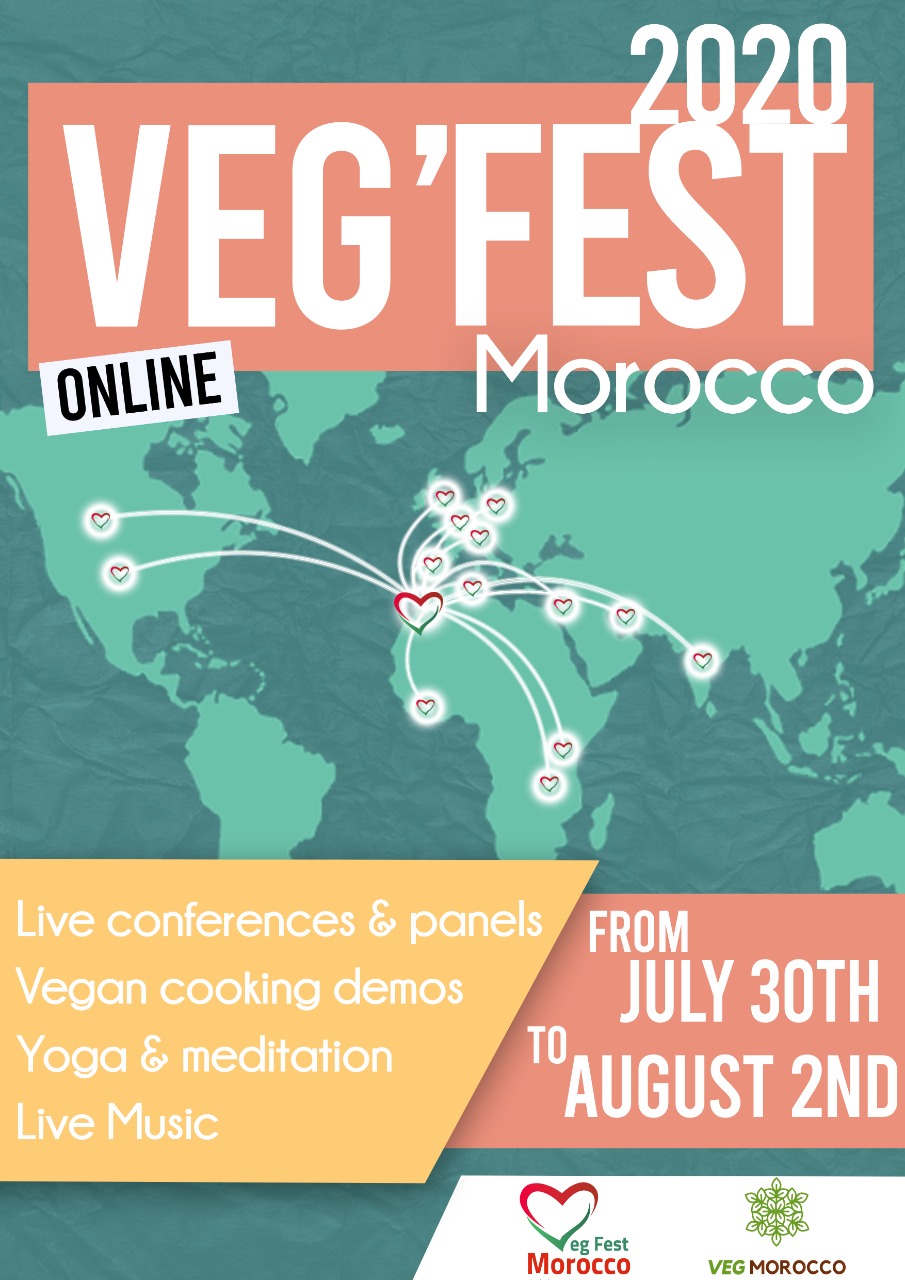 2020
VEG'FEST
Morocco
ONLINE
Live conferences & panels
Vegan cooking demos
Yoga & meditation
Live Music
FROM
JULY 30TH
TO
AUGUST 2ND
Veg Fest
Morocco
VEG MOROCCO